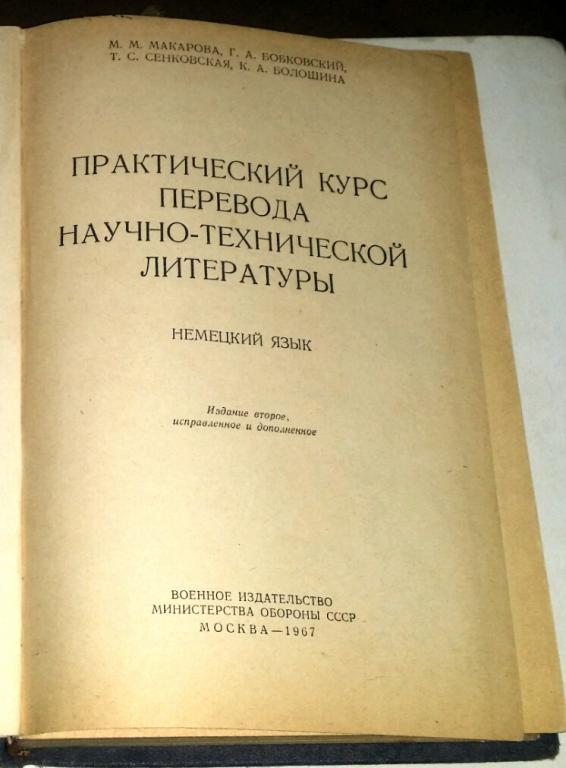 М. М. МАКАРОВА, Г. А. БОБКОВСКИЙ,
Т. С. СЕНКОВСКАЯ, К. А. БОЛОШИНА
ПРАКТИЧЕСКИЙ КУРС
ПЕРЕВОДА
НАУЧНО-ТЕХНИЧЕСКОЙ
ЛИТЕРАТУРЫ
НЕМЕЦКИЙ ЯЗЫК
Издание второе,
исправленное и дополненное
ВОЕННОЕ ИЗДАТЕЛЬСТВО
МИНИСТЕРСТВА ОБОРОНЫ СССР
МОСКВА—1967